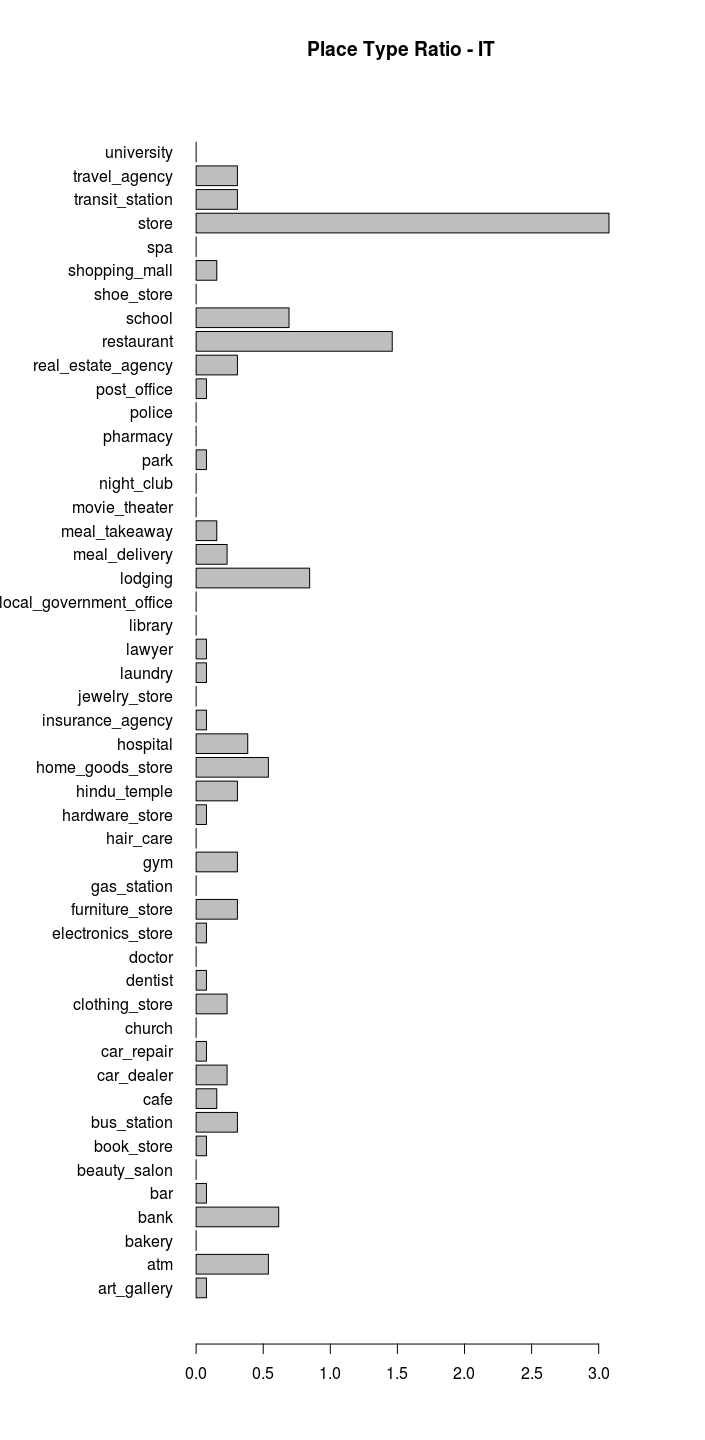 Place Type Ratio - IT
university
travel_agency
transit_station
store
spa
shopping_mall
shoe_store
school
restaurant
real_estate_agency
post_office
police
pharmacy
park
night_club
movie_theater
meal_takeaway
meal_delivery
lodging
local_government_office
library
lawyer
laundry
jewelry_store
insurance_agency
hospital
home_goods_store
hindu_temple
hardware_store
hair_care
gym
gas_station
furniture_store
electronics_store
doctor
dentist
clothing_store
church
car_repair
car_dealer
cafe
bus_station
book_store
beauty_salon
bar
bank
bakery
atm
art_gallery
0.0 0.5 1.0 1.5 2.0 2.5 3.0